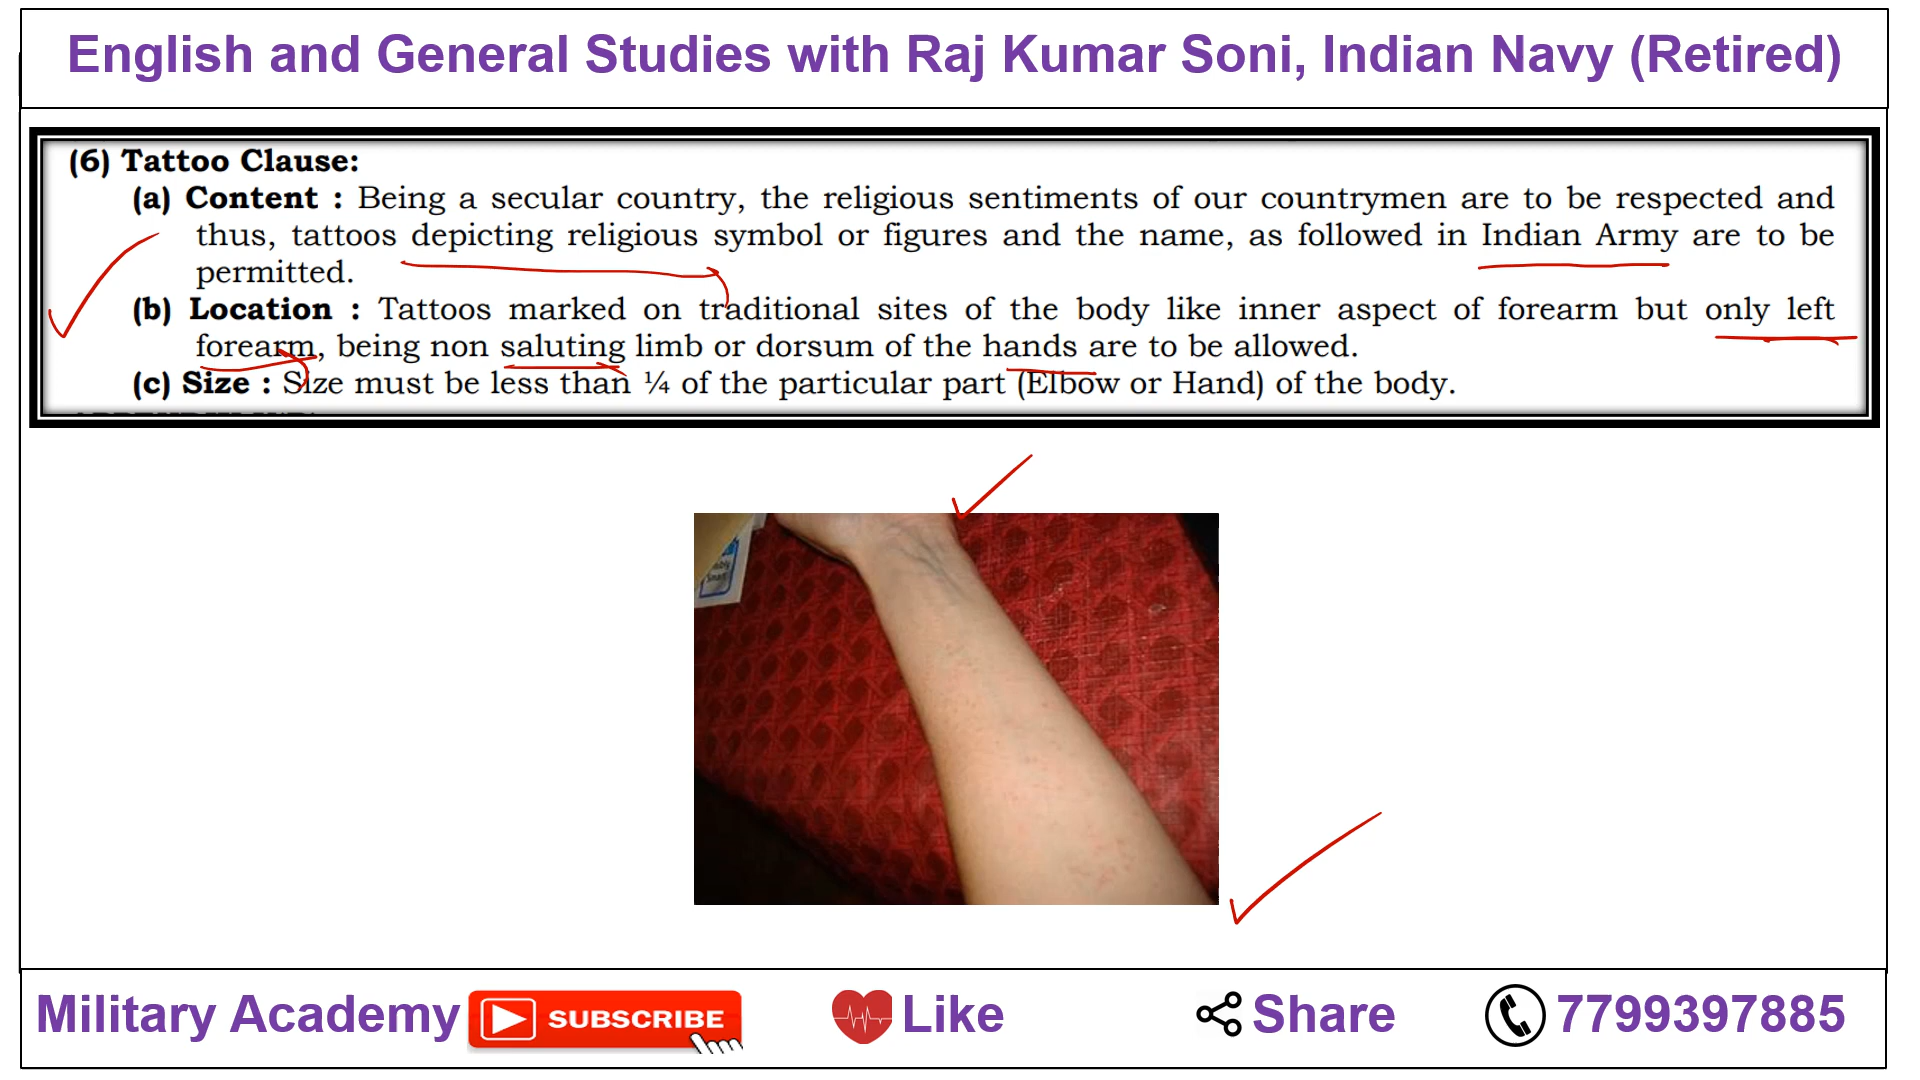 English and General Studies with Raj Kumar Soni, Indian Navy (Retired)
(6) Tattoo Clause:
(a) Content : Being a secular country, the religious sentiments of our countrymen are to be respected and
thus, tattoos depicting religious symbol or figures and the name, as followed in Indian Army are to be
permitted.
(b) Location : Tattoos marked on traditional sites of the body like inner aspect of forearm but only left
forearm, being non saluting limb or dorsum of the hands are to be allowed.
(c) Size : Size must be less than ¼ of the particular part (Elbow or Hand) of the body.
Military Academy SUBSCRIBE Like Share 7799397885